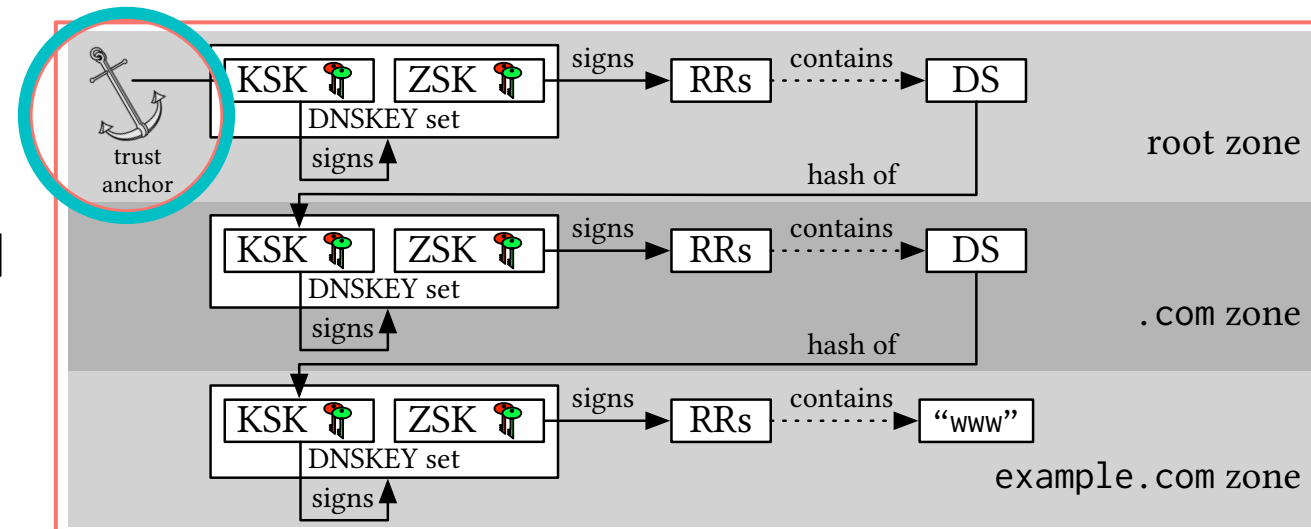 KSK ZSK signs RRs contains DS
DNSKEY set
signs
trust
anchor
root zone
hash of
KSK ZSK signs RRs contains DS
DNSKEY set
signs
.com zone
hash of
KSK ZSK signs RRs contains “www”
DNSKEY set
signs
example.com zone